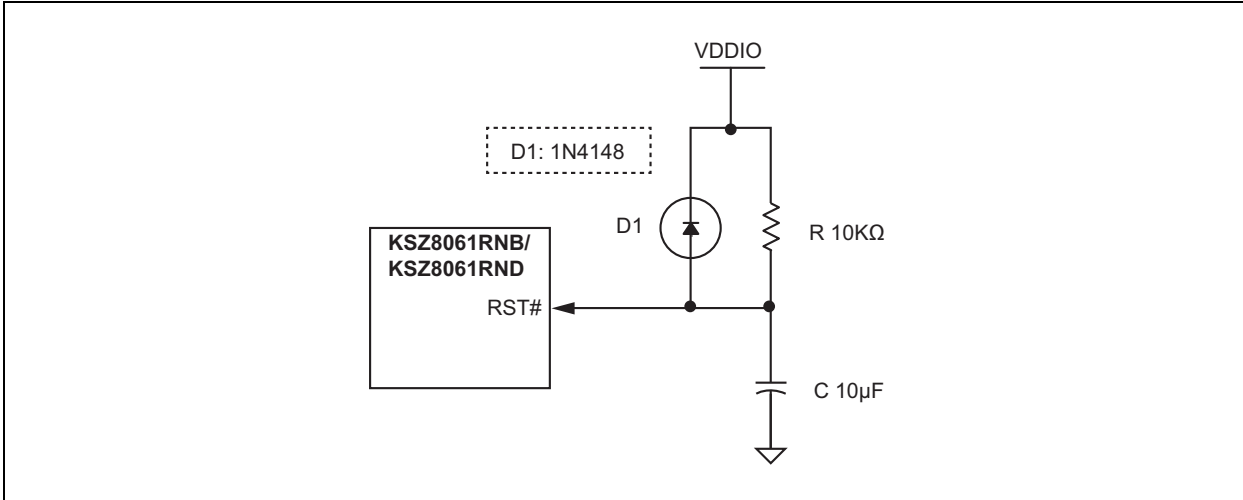 VDDIO
D1: 1N4148
D1
R 10KΩ
KSZ8061RNB/
KSZ8061RND
RST#
C 10µF